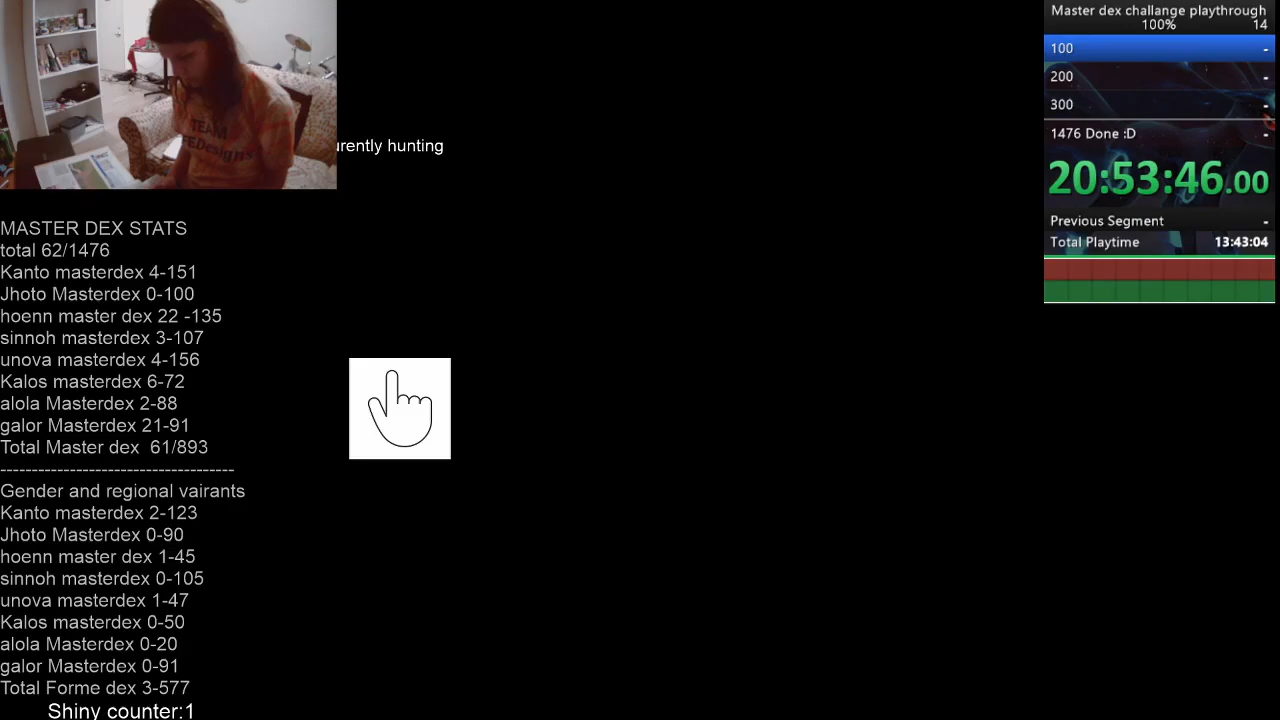 TEAM
EDesigns
urently hunting
MASTER DEX STATS
total 62/1476
Kanto masterdex 4-151
Jhoto Masterdex 0-100
hoenn master dex 22 -135
sinnoh masterdex 3-107
unova masterdex 4-156
Kalos masterdex 6-72
alola Masterdex 2-88
galor Masterdex 21-91
Total Master dex  61/893
------------------------------------
Gender and regional vairants
Kanto masterdex 2-123
Jhoto Masterdex 0-90
hoenn master dex 1-45
sinnoh masterdex 0-105
unova masterdex 1-47
Kalos masterdex 0-50
alola Masterdex 0-20
galor Masterdex 0-91
Total Forme dex 3-577
Shiny counter:1
Master dex challange playthrough
100% 14
100 -
200 -
300 -
1476 Done :D -
20:53:46.00
Previous Segment -
Total Playtime 13:43:04